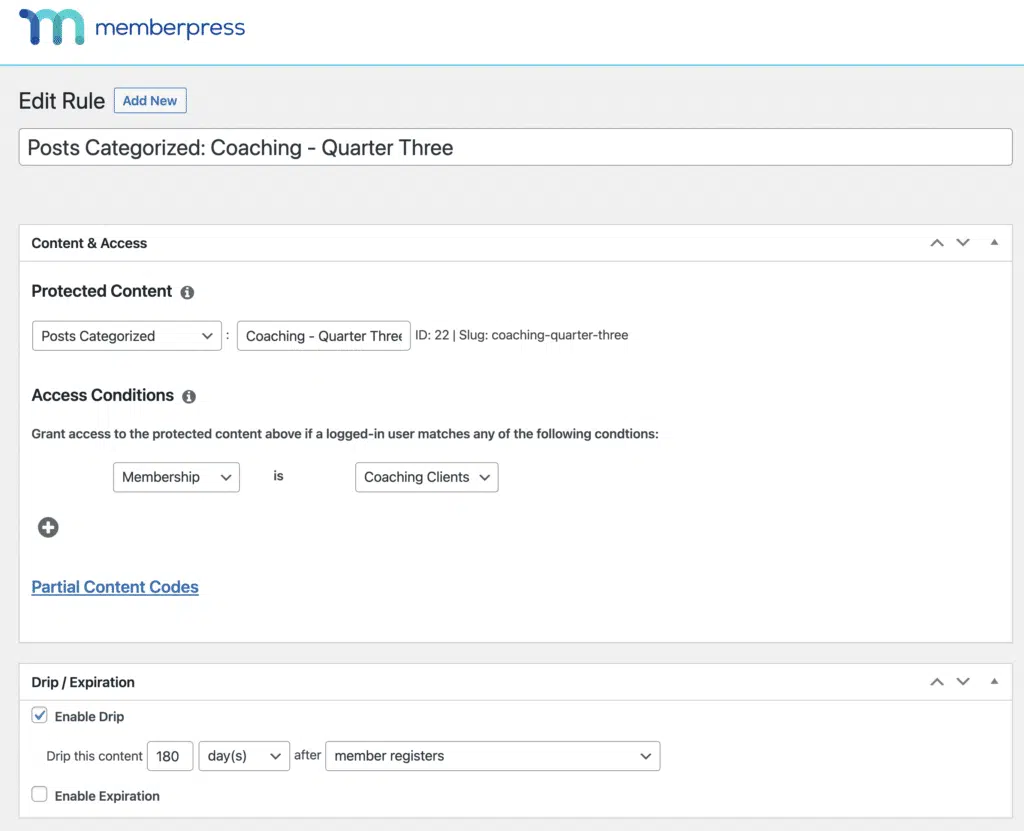 memberpress
Edit Rule Add New
Posts Categorized: Coaching - Quarter Three
Content & Access
Protected Content
Posts Categorized : Coaching - Quarter Three ID: 22 | Slug: coaching-quarter-three
Access Conditions
Grant access to the protected content above if a logged-in user matches any of the following condtions:
Membership is Coaching Clients
Partial Content Codes
Drip / Expiration
Enable Drip
Drip this content 180 day(s) after member registers
Enable Expiration